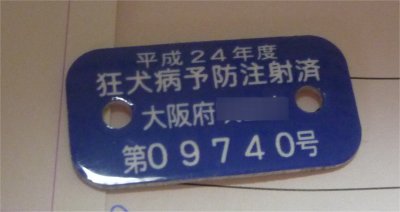 平成24年度
狂犬病予防注射済
大阪府
第09740号